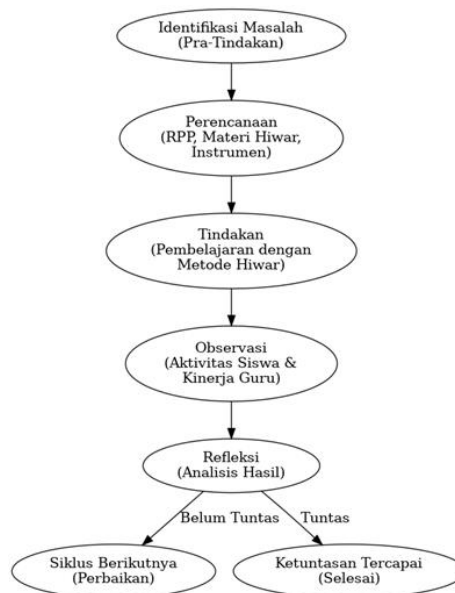 Identifikasi Masalah
(Pra-Tindakan)
Perencanaan
(RPP, Materi Hiwar,
Instrumen)
Tindakan
(Pembelajaran dengan
Metode Hiwar)
Observasi
(Aktivitas Siswa &
Kinerja Guru)
Refleksi
(Analisis Hasil)
Belum Tuntas
Tuntas
Siklus Berikutnya
(Perbaikan)
Ketuntasan Tercapai
(Selesai)